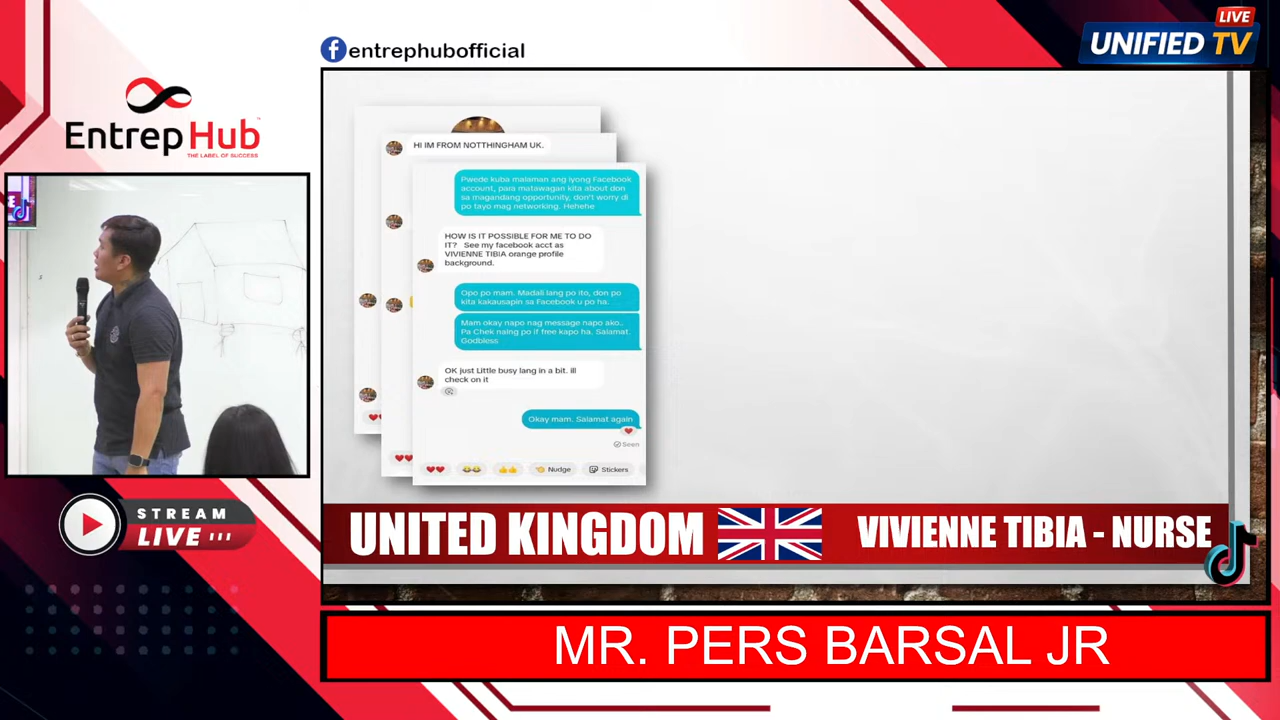 entrephubofficial
LIVE
UNIFIED TV
EntrepHub
THE LABEL OF SUCCESS
HI IM FROM NOTTHINGHAM UK.
Pwede kuba malaman ang iyong Facebook
account, para matawagan kita about don
sa magandang opportunity, don't worry di
po tayo mag networking. Hehehe
HOW IS IT POSSIBLE FOR ME TO DO
IT? See my facebook acct as
VIVIENNE TIBIA orange profile
background.
Opo po mam. Madali lang po ito, don po
kita kakausapin sa Facebook u po ha.
Mam okay napo nag message napo ako..
Pa Chek naing po if free kapo ha. Salamat.
Godbless
OK just Little busy lang in a bit. ill
check on it
Okay mam. Salamat again
Seen
Nudge
Stickers
STREAM
LIVE
UNITED KINGDOM
VIVIENNE TIBIA - NURSE
MR. PERS BARSAL JR